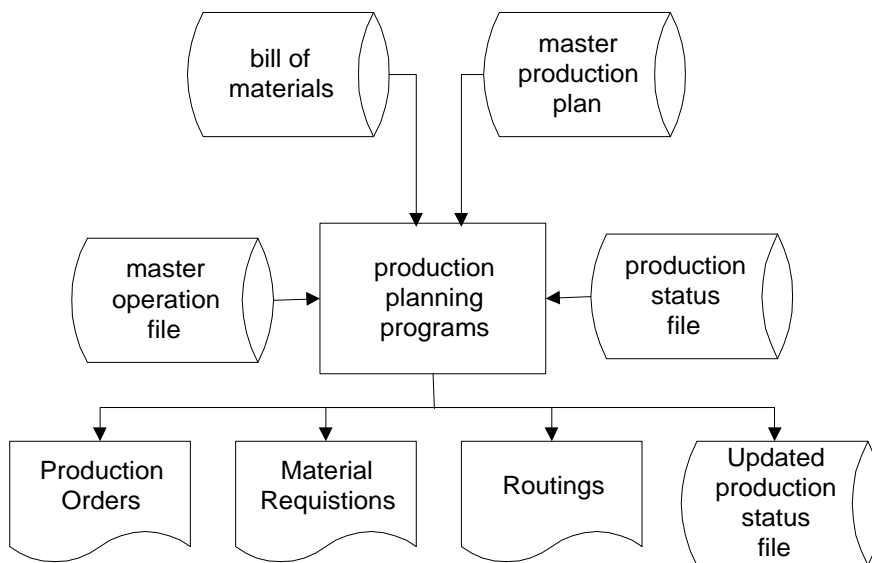 bill of
materials
master
production
plan
master
operation
file
production
planning
programs
production
status
file
Production
Orders
Material
Requistions
Routings
Updated
production
status
file